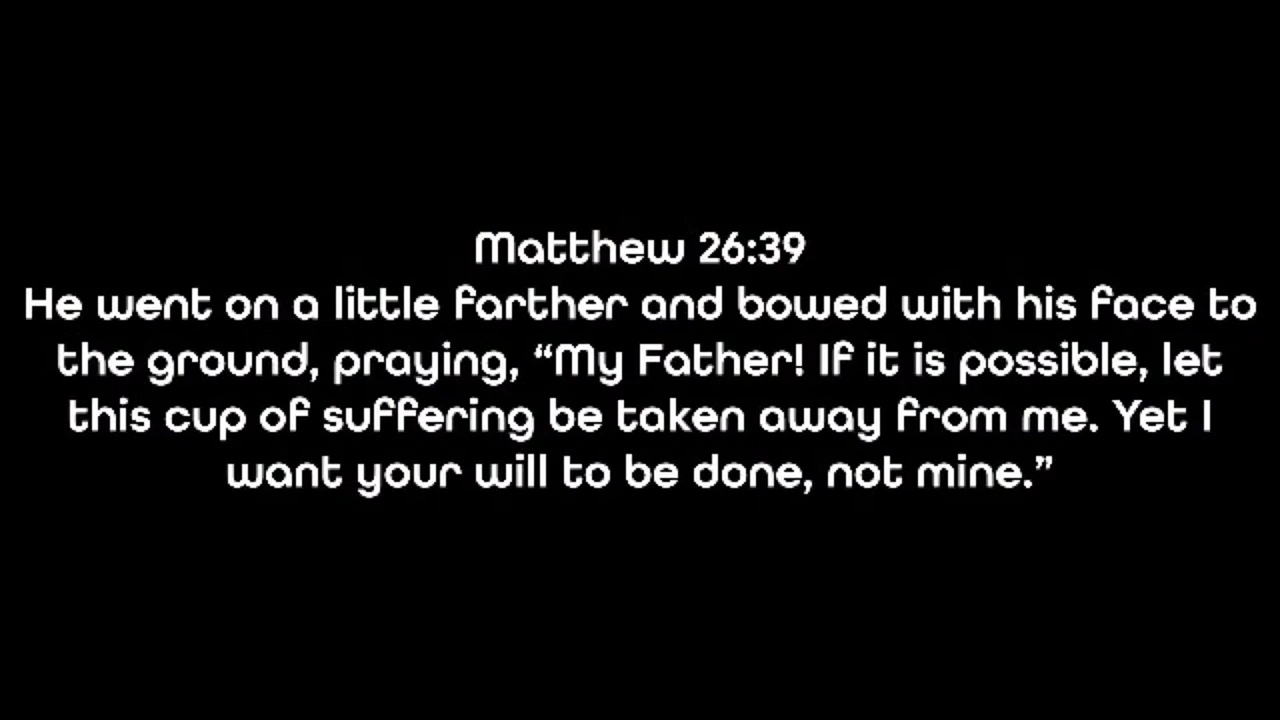 Matthew 26:39
He went on a little farther and bowed with his face to
the ground, praying, “My Father! If it is possible, let
this cup of suffering be taken away from me. Yet I
want your will to be done, not mine.”